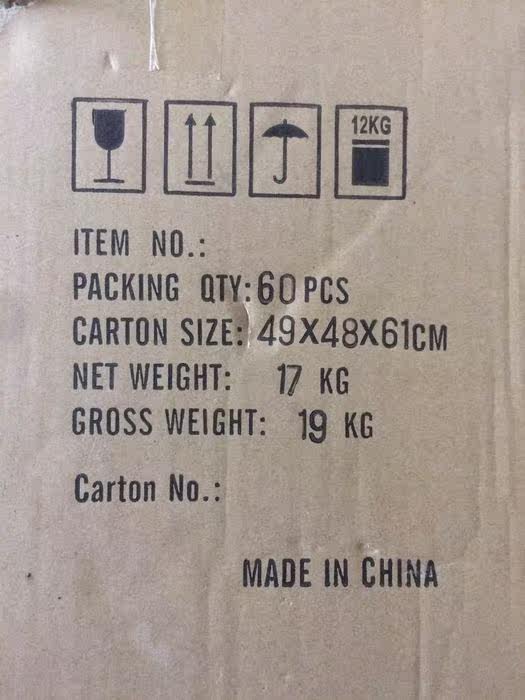 12KG
ITEM NO.:
PACKING QTY: 60 PCS
CARTON SIZE: 49X48X61CM
NET WEIGHT: 17 KG
GROSS WEIGHT: 19 KG
Carton No.:
MADE IN CHINA